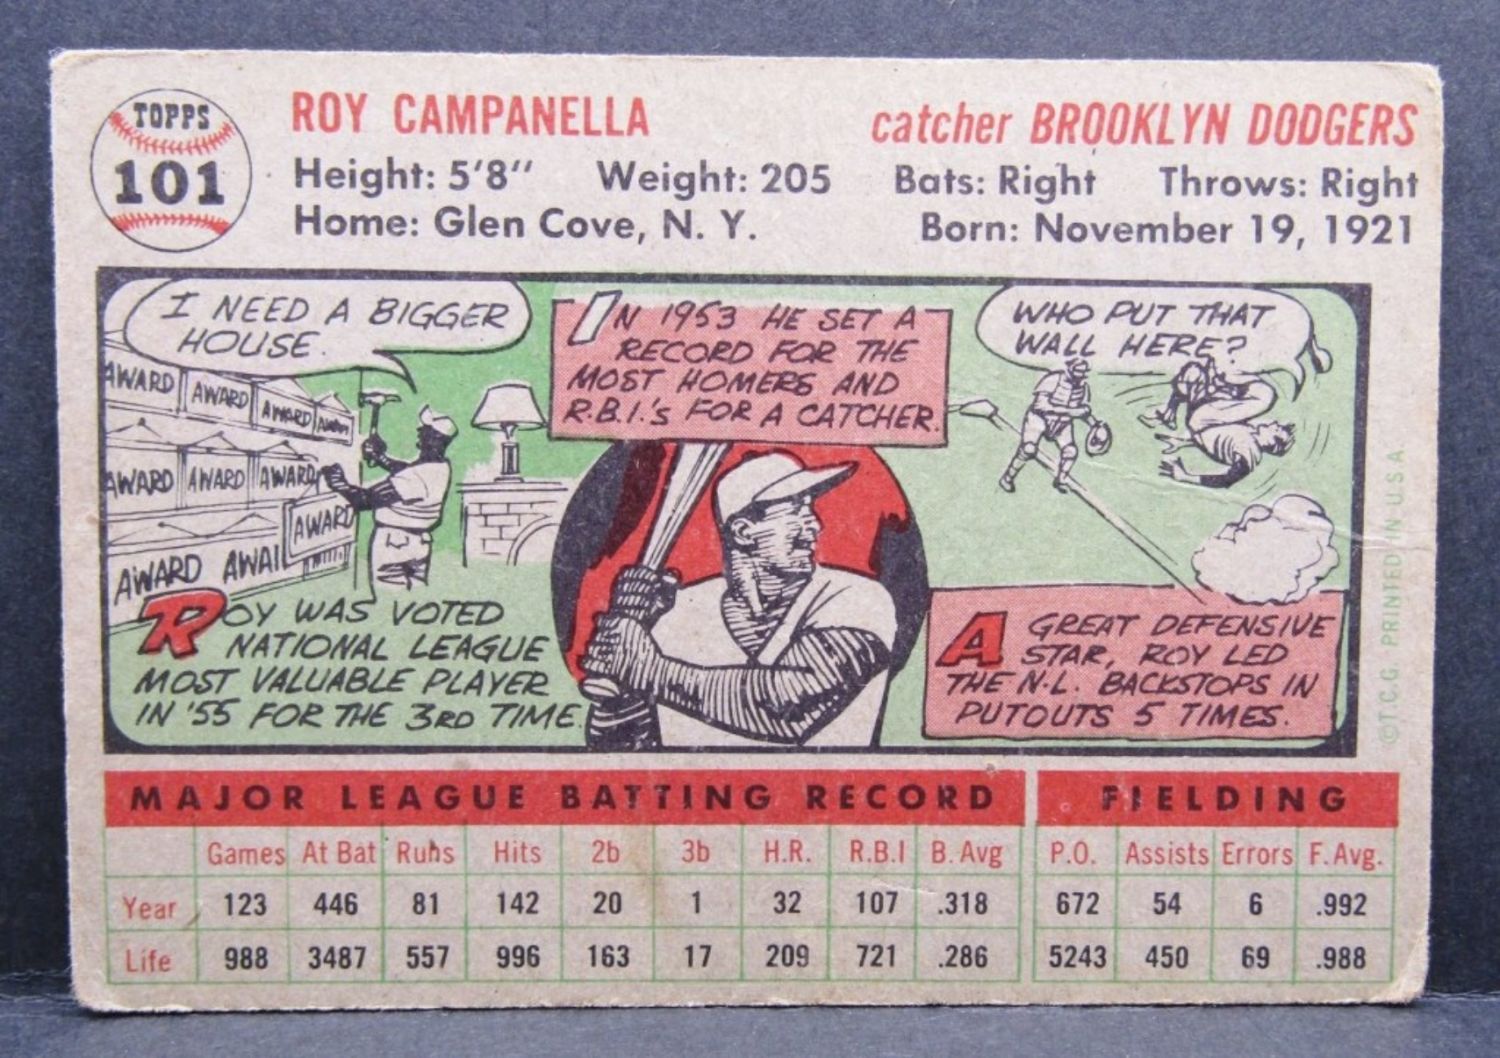 TOPPS
101
ROY CAMPANELLA catcher BROOKLYN DODGERS
Height: 5'8" Weight: 205 Bats: Right Throws: Right
Home: Glen Cove, N. Y. Born: November 19, 1921
I NEED A BIGGER
HOUSE.
AWARD AWARD AWARD
AWARD AWARD AWARD
AWARD
AWARD
IN 1953 HE SET A
RECORD FOR THE
MOST HOMERS AND
R.B.I.'s FOR A CATCHER.
WHO PUT THAT
WALL HERE?
ROY WAS VOTED
NATIONAL LEAGUE
MOST VALUABLE PLAYER
IN '55 FOR THE 3RD TIME.
A GREAT DEFENSIVE
STAR, ROY LED
THE N.L. BACKSTOPS IN
PUTOUTS 5 TIMES.
©T.C.G. PRINTED IN U.S.A.
MAJOR LEAGUE BATTING RECORD FIELDING
Games At Bat Runs Hits 2b 3b H.R. R.B.I B. Avg P.O. Assists Errors F. Avg.
Year 123 446 81 142 20 1 32 107 .318 672 54 6 .992
Life 988 3487 557 996 163 17 209 721 .286 5243 450 69 .988